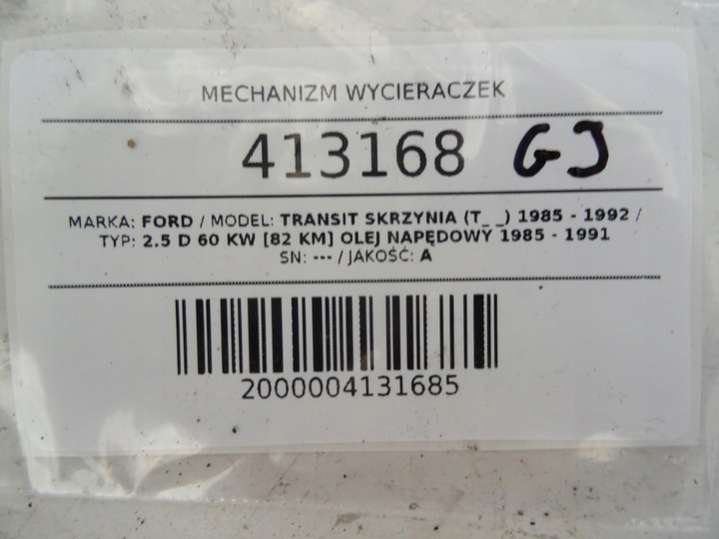 MECHANIZM WYCIERACZEK
413168 GJ
MARKA: FORD / MODEL: TRANSIT SKRZYNIA (T_ _) 1985 - 1992 /
TYP: 2.5 D 60 KW [82 KM] OLEJ NAPĘDOWY 1985 - 1991
SN: --- / JAKOŚĆ: A
2000004131685